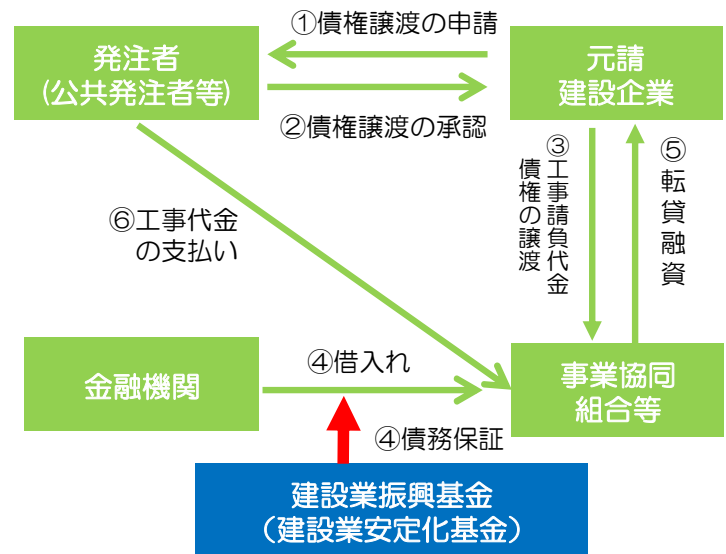 ①債権譲渡の申請
発注者
(公共発注者等)
元請
建設企業
②債権譲渡の承認
③工事請負代金
債権の譲渡
⑤転貸融資
⑥工事代金
の支払い
④借入れ
金融機関
事業協同
組合等
④債務保証
建設業振興基金
（建設業安定化基金）